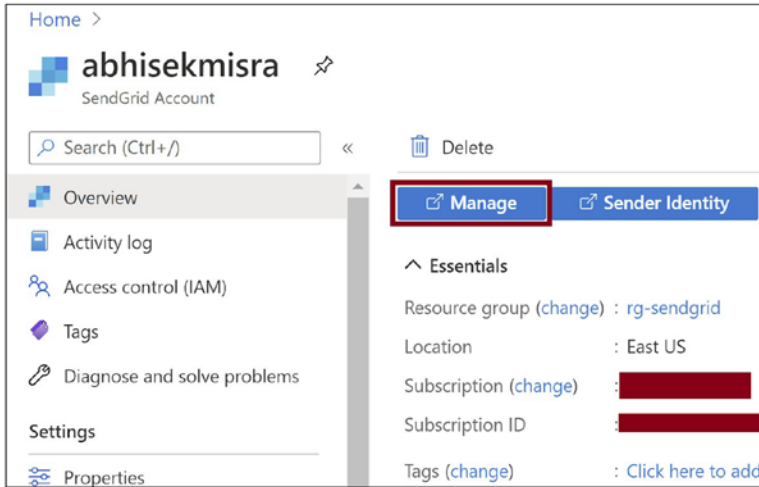 Home >
abhisekmisra
SendGrid Account
Search (Ctrl+/)
«
Overview
Activity log
Access control (IAM)
Tags
Diagnose and solve problems
Settings
Properties
Delete
Manage
Sender Identity
Essentials
Resource group (change) : rg-sendgrid
Location : East US
Subscription (change) :
Subscription ID :
Tags (change) : Click here to add